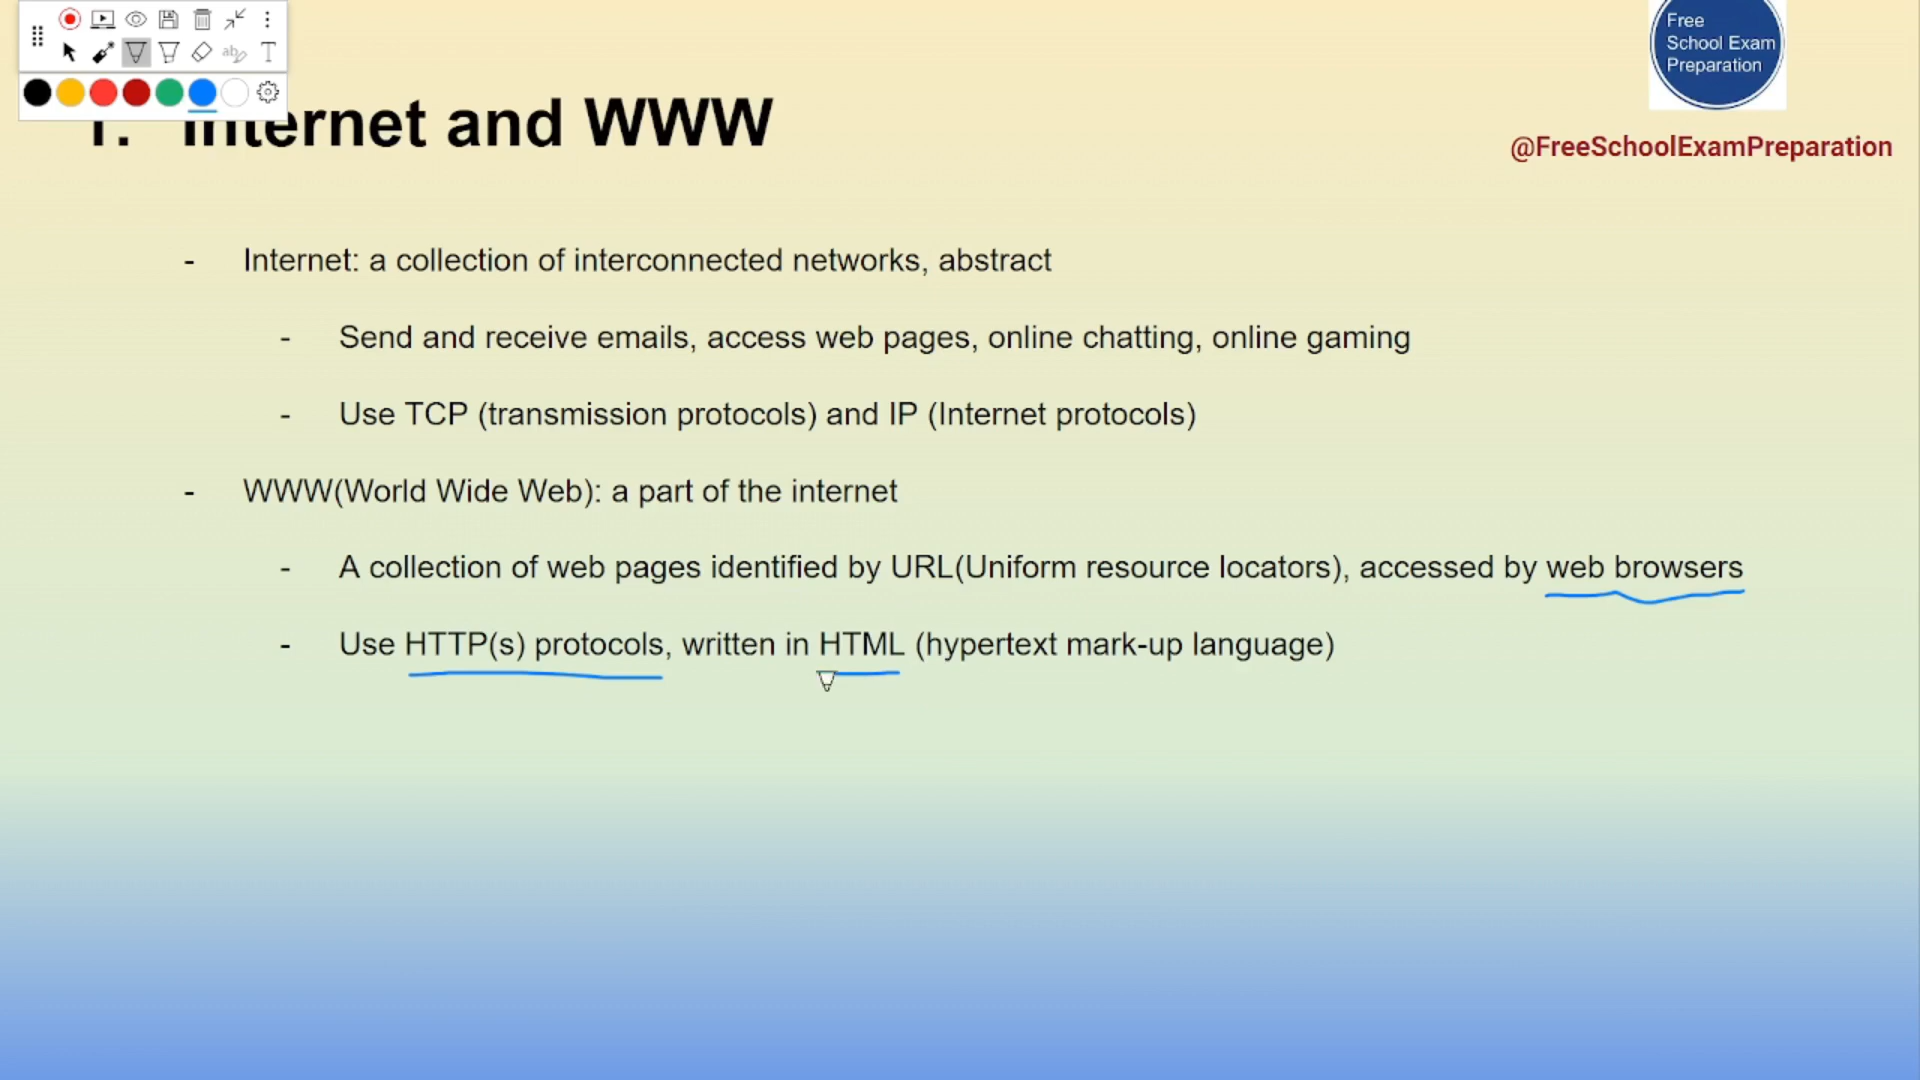 Free
School Exam
Preparation
@FreeSchoolExamPreparation
1. Internet and WWW
- Internet: a collection of interconnected networks, abstract
- Send and receive emails, access web pages, online chatting, online gaming
- Use TCP (transmission protocols) and IP (Internet protocols)
- WWW(World Wide Web): a part of the internet
- A collection of web pages identified by URL(Uniform resource locators), accessed by web browsers
- Use HTTP(s) protocols, written in HTML (hypertext mark-up language)